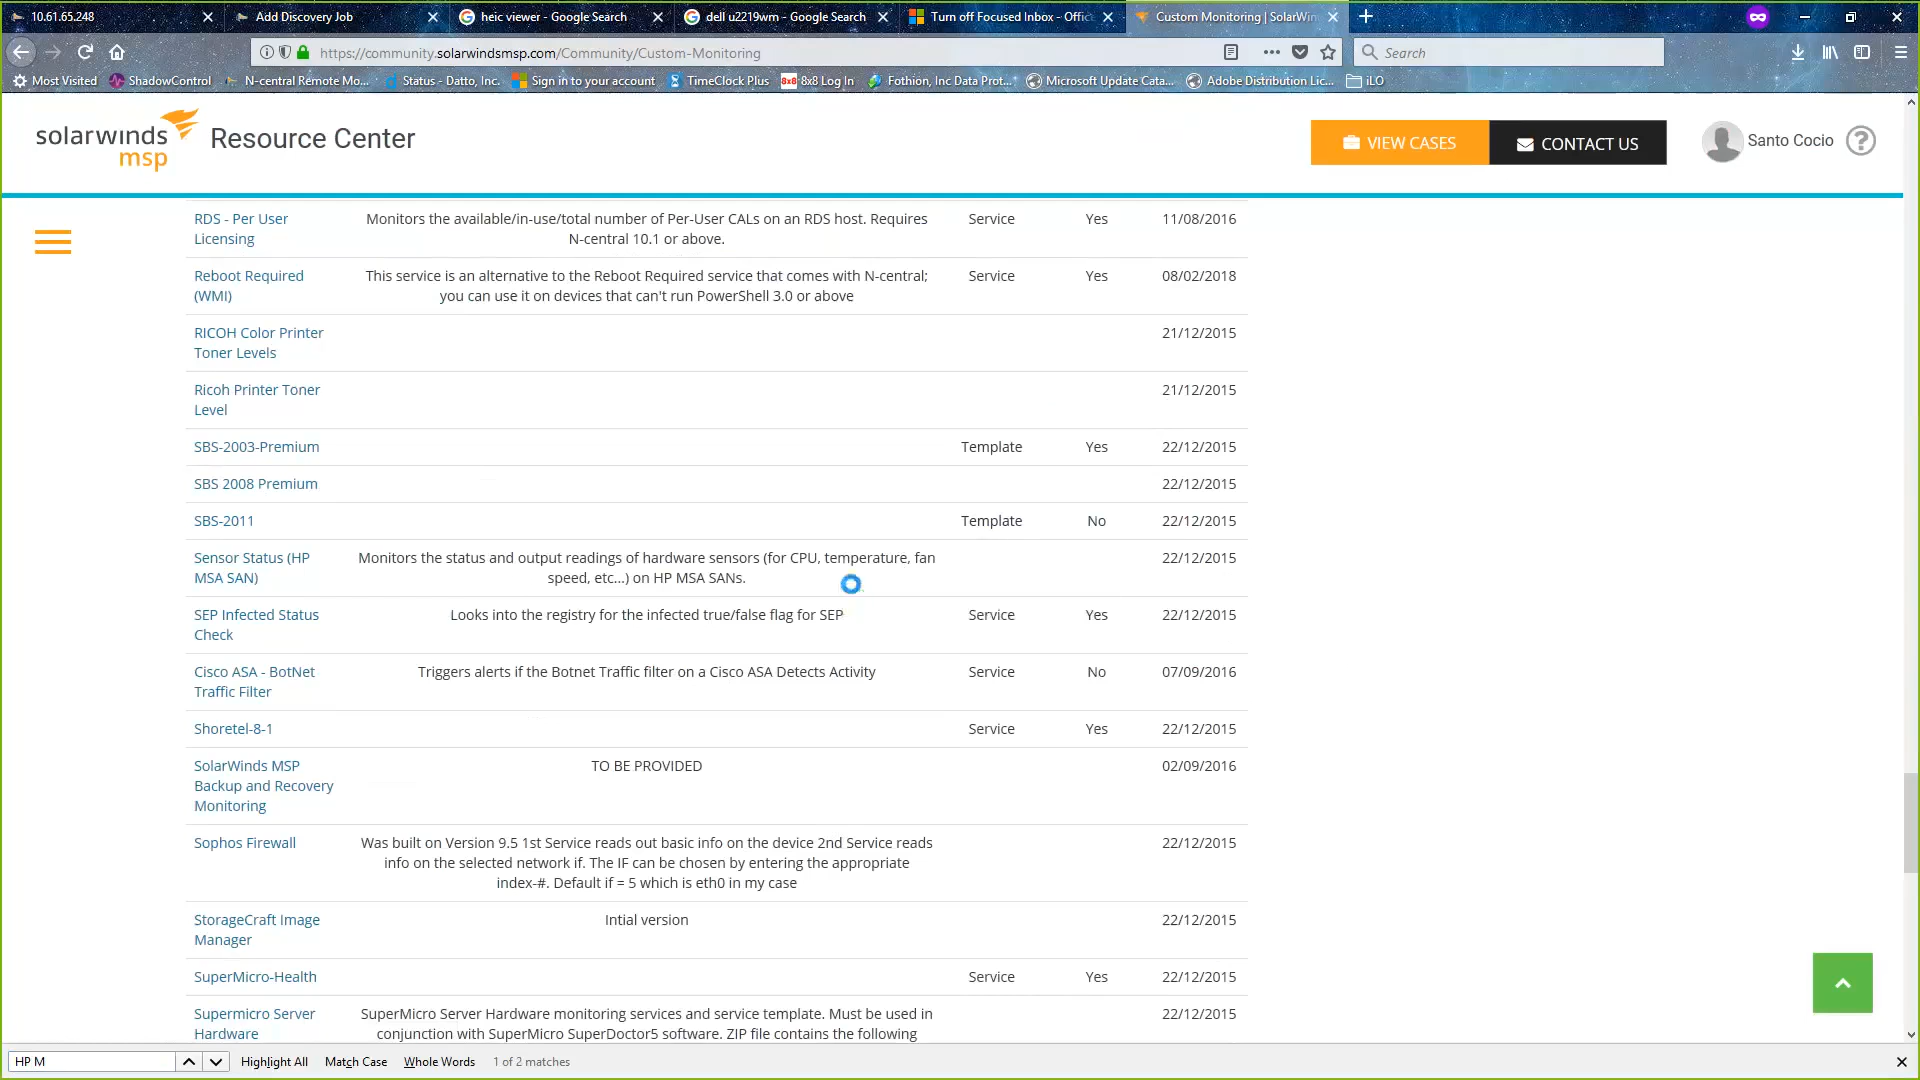 10.61.65.248
Add Discovery Job
heic viewer - Google Search
dell u2219wm - Google Search
Turn off Focused Inbox - Offic
Custom Monitoring | SolarWin
https://community.solarwindsmsp.com/Community/Custom-Monitoring
Search
Most Visited
ShadowControl
N-central Remote Mo...
Status - Datto, Inc.
Sign in to your account
TimeClock Plus
8x8 8x8 Log In
Fothion, Inc Data Prot...
Microsoft Update Cata...
Adobe Distribution Lic...
iLO
solarwinds msp
Resource Center
VIEW CASES
CONTACT US
Santo Cocio
?
RDS - Per User Monitors the available/in-use/total number of Per-User CALs on an RDS host. Requires Service Yes 11/08/2016
Licensing N-central 10.1 or above.
Reboot Required This service is an alternative to the Reboot Required service that comes with N-central; Service Yes 08/02/2018
(WMI) you can use it on devices that can't run PowerShell 3.0 or above
RICOH Color Printer 21/12/2015
Toner Levels
Ricoh Printer Toner 21/12/2015
Level
SBS-2003-Premium Template Yes 22/12/2015
SBS 2008 Premium 22/12/2015
SBS-2011 Template No 22/12/2015
Sensor Status (HP Monitors the status and output readings of hardware sensors (for CPU, temperature, fan 22/12/2015
MSA SAN) speed, etc...) on HP MSA SANs.
SEP Infected Status Looks into the registry for the infected true/false flag for SEP Service Yes 22/12/2015
Check
Cisco ASA - BotNet Triggers alerts if the Botnet Traffic filter on a Cisco ASA Detects Activity Service No 07/09/2016
Traffic Filter
Shoretel-8-1 Service Yes 22/12/2015
SolarWinds MSP TO BE PROVIDED 02/09/2016
Backup and Recovery
Monitoring
Sophos Firewall Was built on Version 9.5 1st Service reads out basic info on the device 2nd Service reads 22/12/2015
info on the selected network if. The IF can be chosen by entering the appropriate
index-#. Default if = 5 which is eth0 in my case
StorageCraft Image Intial version 22/12/2015
Manager
SuperMicro-Health Service Yes 22/12/2015
Supermicro Server SuperMicro Server Hardware monitoring services and service template. Must be used in 22/12/2015
Hardware conjunction with SuperMicro SuperDoctor5 software. ZIP file contains the following
HP M
Highlight All
Match Case
Whole Words
1 of 2 matches